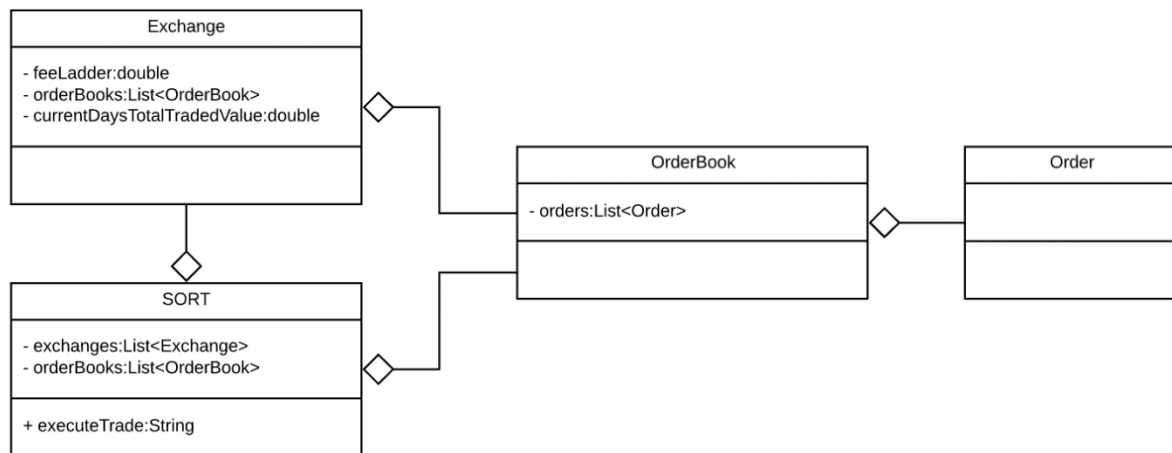 Exchange
- feeLadder:double
- orderBooks:List<OrderBook>
- currentDaysTotalTradedValue:double
OrderBook
- orders:List<Order>
Order
SORT
- exchanges:List<Exchange>
- orderBooks:List<OrderBook>
+ executeTrade:String